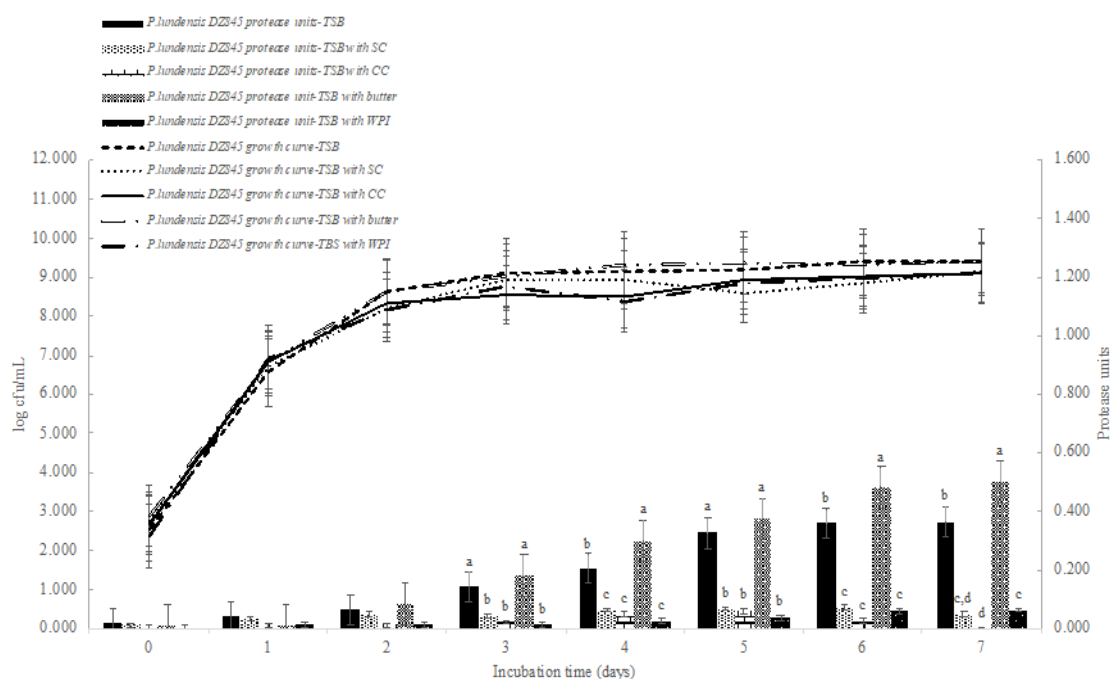 P.lundensis DZ845 protease units-TSB
P.lundensis DZ845 protease units-TSB with SC
P.lundensis DZ845 protease units-TSB with CC
P.lundensis DZ845 protease unit-TSB with butter
P.lundensis DZ845 protease unit-TSB with WPI
P.lundensis DZ845 growth curve-TSB
P.lundensis DZ845 growth curve-TSB with SC
P.lundensis DZ845 growth curve-TSB with CC
P.lundensis DZ845 growth curve-TSB with butter
P.lundensis DZ845 growth curve-TBS with WPI
12.000
11.000
10.000
9.000
8.000
7.000
6.000
5.000
4.000
3.000
2.000
1.000
0.000
log cfu/mL
1.600
1.400
1.200
1.000
0.800
0.600
0.400
0.200
0.000
Protease units
a b b a b
b c c a c
a b b a b
b c c a c
b c,d d a c
0 1 2 3 4 5 6 7
Incubation time (days)